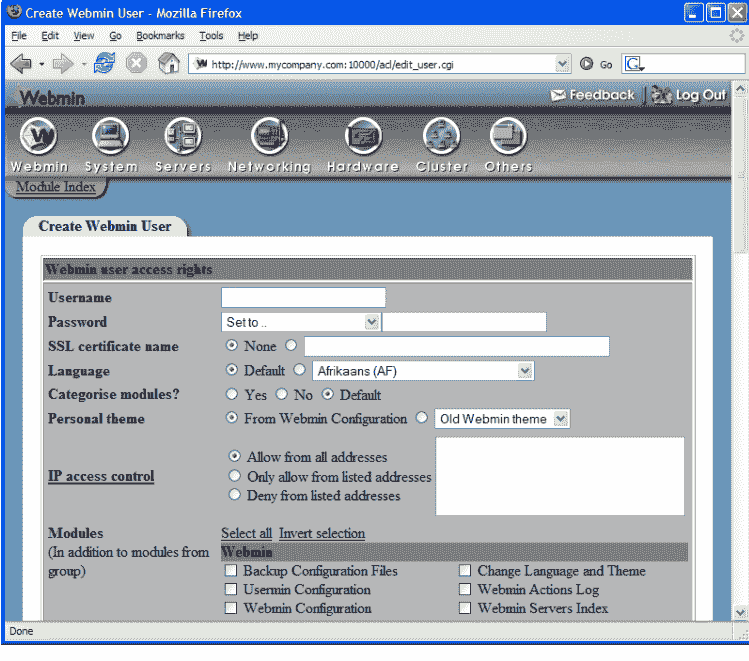 Create Webmin User - Mozilla Firefox
File Edit View Go Bookmarks Tools Help
http://www.mycompany.com:10000/acl/edit_user.cgi Go G
Webmin Feedback | Log Out
Webmin System Servers Networking Hardware Cluster Others
Module Index
Create Webmin User
Webmin user access rights
Username
Password Set to ..
SSL certificate name None
Language Default Afrikaans (AF)
Categorise modules? Yes No Default
Personal theme From Webmin Configuration Old Webmin theme
Allow from all addresses
IP access control Only allow from listed addresses
Deny from listed addresses
Modules Select all Invert selection
(In addition to modules from Webmin
group) Backup Configuration Files Change Language and Theme
Usermin Configuration Webmin Actions Log
Webmin Configuration Webmin Servers Index
Done